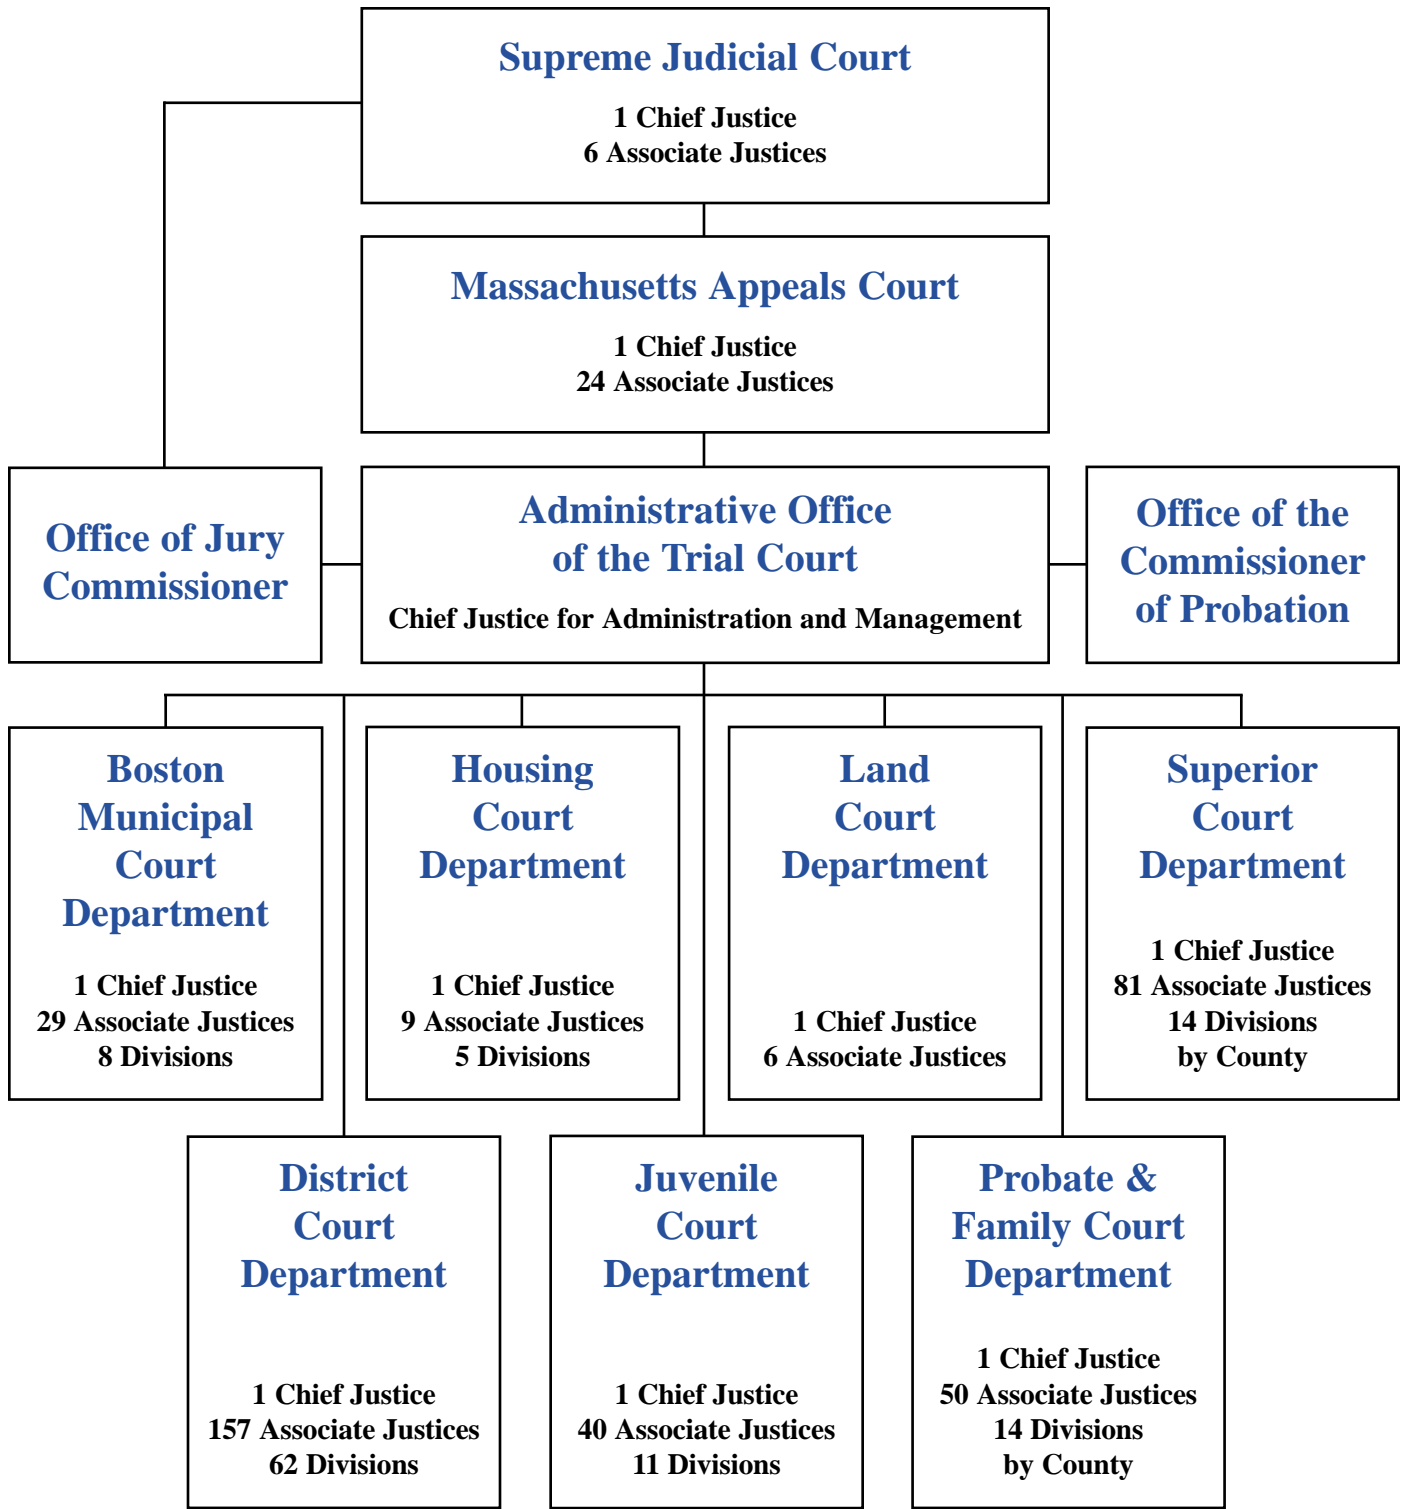 Supreme Judicial Court
1 Chief Justice
6 Associate Justices
Massachusetts Appeals Court
1 Chief Justice
24 Associate Justices
Office of Jury
Commissioner
Administrative Office
of the Trial Court
Chief Justice for Administration and Management
Office of the
Commissioner
of Probation
Boston
Municipal
Court
Department
1 Chief Justice
29 Associate Justices
8 Divisions
Housing
Court
Department
1 Chief Justice
9 Associate Justices
5 Divisions
Land
Court
Department
1 Chief Justice
6 Associate Justices
Superior
Court
Department
1 Chief Justice
81 Associate Justices
14 Divisions
by County
District
Court
Department
1 Chief Justice
157 Associate Justices
62 Divisions
Juvenile
Court
Department
1 Chief Justice
40 Associate Justices
11 Divisions
Probate &
Family Court
Department
1 Chief Justice
50 Associate Justices
14 Divisions
by County